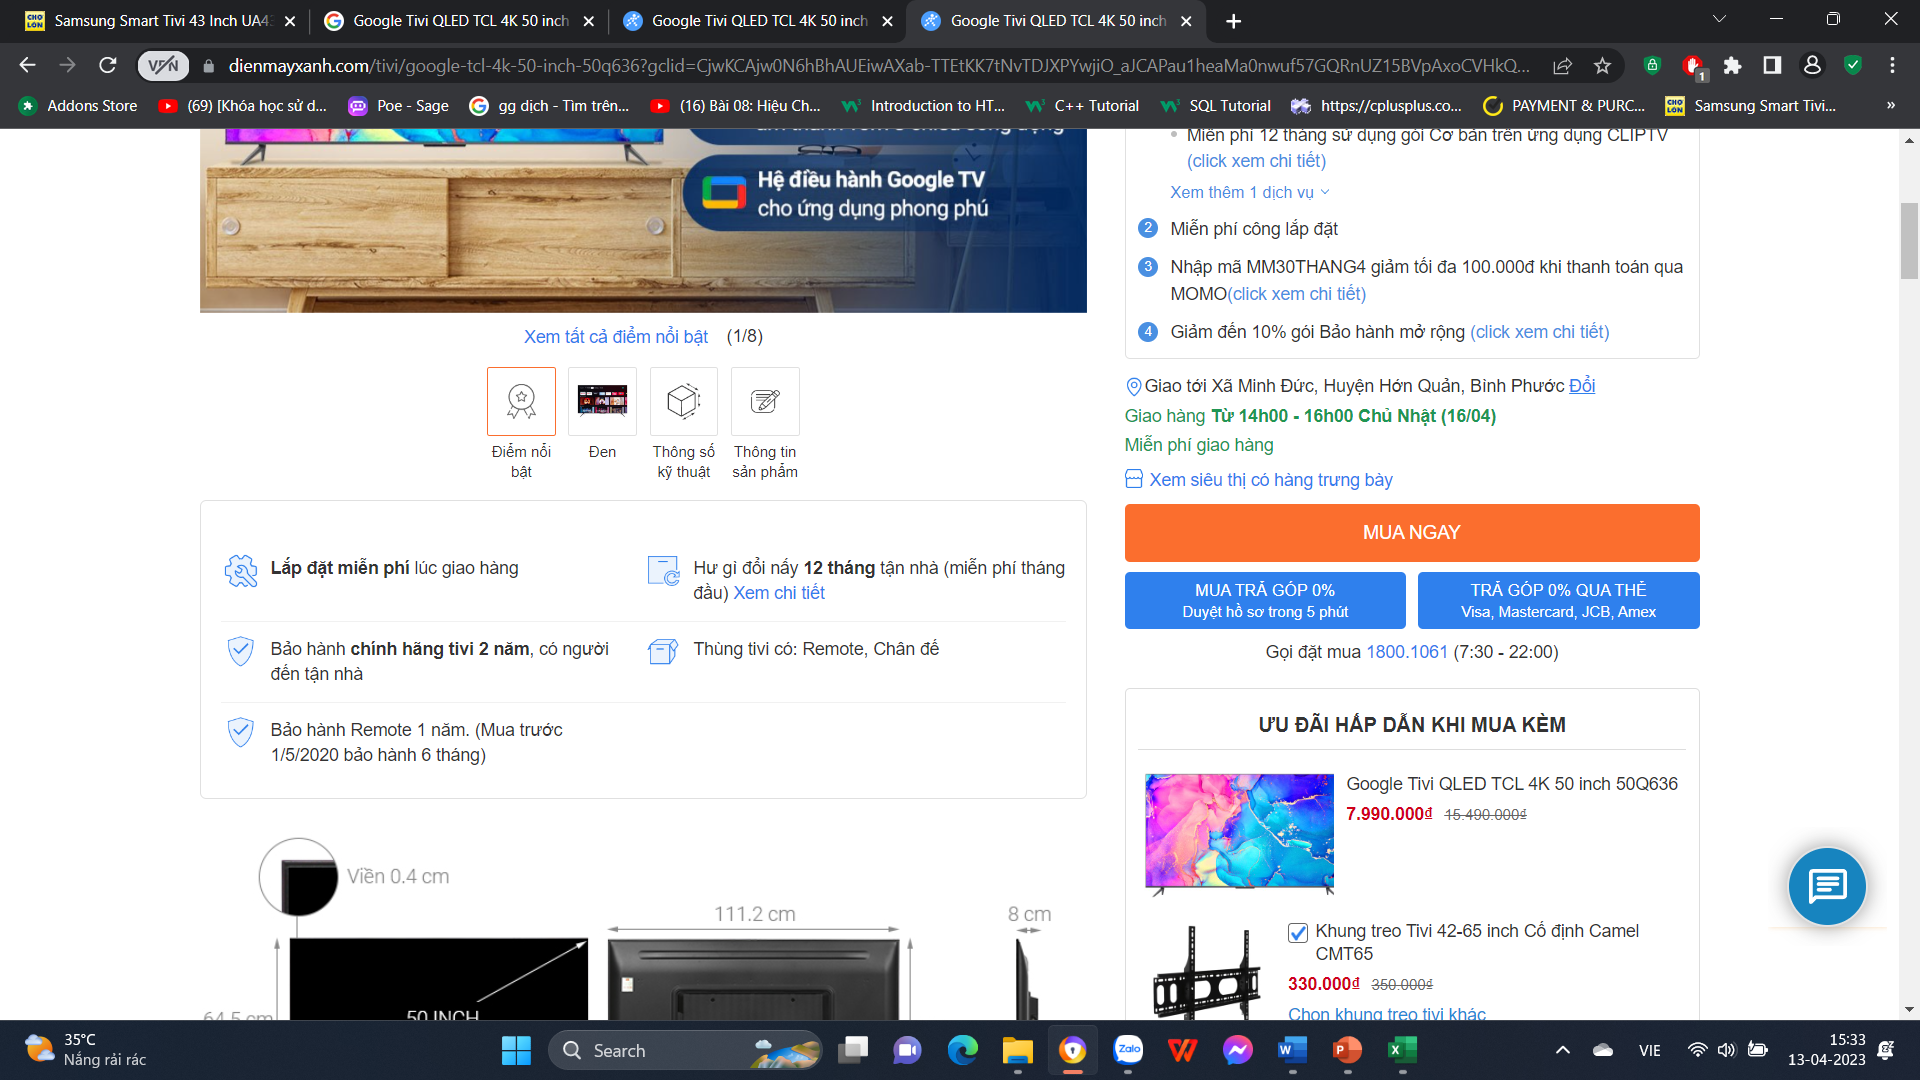 Samsung Smart Tivi 43 Inch UA43
Google Tivi QLED TCL 4K 50 inch
Google Tivi QLED TCL 4K 50 inch
Google Tivi QLED TCL 4K 50 inch
VPN
dienmayxanh.com/tivi/google-tcl-4k-50-inch-50q636?gclid=CjwKCAjw0N6hBhAUEiwAXab-TTEtKK7tNvTDJXPYwjiO_aJCAPau1heaMa0nwuf57GQRnUZ15BVpAxoCVHkQ...
1
Addons Store
(69) [Khóa học sử d...
Poe - Sage
gg dịch - Tìm trên...
(16) Bài 08: Hiệu Ch...
Introduction to HT...
C++ Tutorial
SQL Tutorial
https://cplusplus.co...
PAYMENT & PURC...
Samsung Smart Tivi...
»
Hệ điều hành Google TV
cho ứng dụng phong phú
Xem tất cả điểm nổi bật (1/8)
Điểm nổi bật
Đen
Thông số kỹ thuật
Thông tin sản phẩm
Lắp đặt miễn phí lúc giao hàng
Hư gì đổi nấy 12 tháng tận nhà (miễn phí tháng
đầu) Xem chi tiết
Bảo hành chính hãng tivi 2 năm, có người
đến tận nhà
Thùng tivi có: Remote, Chân đế
Bảo hành Remote 1 năm. (Mua trước
1/5/2020 bảo hành 6 tháng)
Viền 0.4 cm
111.2 cm
8 cm
64.5 cm
50 INCH
Miễn phí 12 tháng sử dụng gói Cơ bản trên ứng dụng CLIPTV
(click xem chi tiết)
Xem thêm 1 dịch vụ
2 Miễn phí công lắp đặt
3 Nhập mã MM30THANG4 giảm tối đa 100.000đ khi thanh toán qua
MOMO(click xem chi tiết)
4 Giảm đến 10% gói Bảo hành mở rộng (click xem chi tiết)
Giao tới Xã Minh Đức, Huyện Hớn Quản, Bình Phước Đổi
Giao hàng Từ 14h00 - 16h00 Chủ Nhật (16/04)
Miễn phí giao hàng
Xem siêu thị có hàng trưng bày
MUA NGAY
MUA TRẢ GÓP 0%
Duyệt hồ sơ trong 5 phút
TRẢ GÓP 0% QUA THẺ
Visa, Mastercard, JCB, Amex
Gọi đặt mua 1800.1061 (7:30 - 22:00)
ƯU ĐÃI HẤP DẪN KHI MUA KÈM
Google Tivi QLED TCL 4K 50 inch 50Q636
7.990.000₫ 15.490.000₫
Khung treo Tivi 42-65 inch Cố định Camel
CMT65
330.000₫ 350.000₫
Chọn khung treo tivi khác
35°C
Nắng rải rác
Search
Zalo
VIE
15:33
13-04-2023